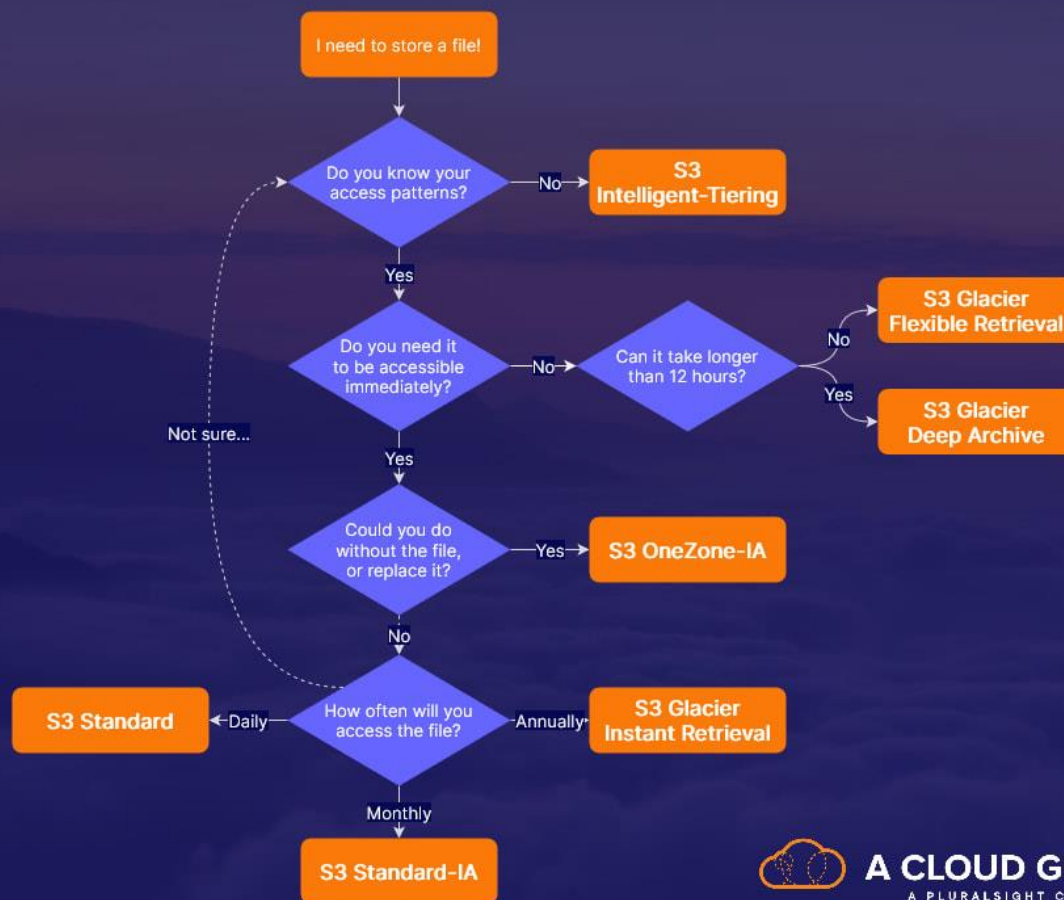 I need to store a file!
Do you know your
access patterns?
No
S3
Intelligent-Tiering
Yes
Do you need it
to be accessible
immediately?
No
Can it take longer
than 12 hours?
No
S3 Glacier
Flexible Retrieval
Yes
S3 Glacier
Deep Archive
Not sure...
Yes
Could you do
without the file,
or replace it?
Yes
S3 OneZone-IA
No
How often will you
access the file?
Daily
S3 Standard
Annually
S3 Glacier
Instant Retrieval
Monthly
S3 Standard-IA
A CLOUD G
A PLURALSIGHT C